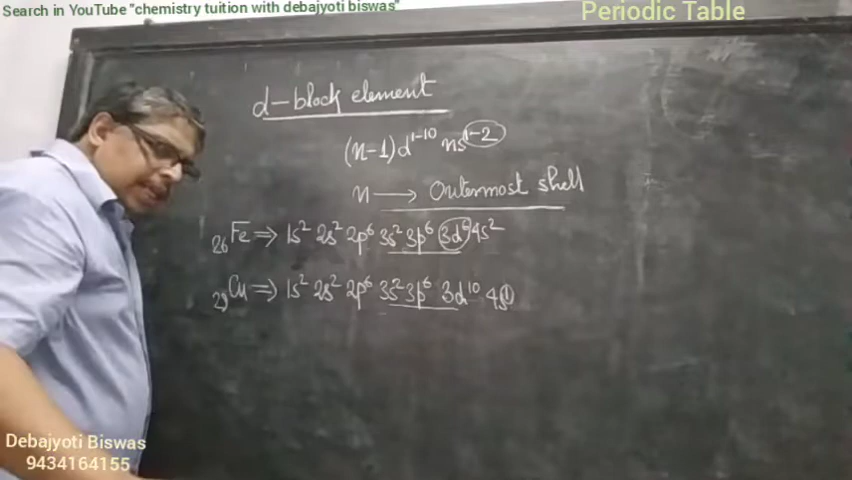 Search in YouTube "chemistry tuition with debajyoti biswas"
Periodic Table
d-block element
(n-1)d¹⁻¹⁰ ns¹⁻²
n ⟶ Outermost shell
₂₆Fe ⇒ 1s² 2s² 2p⁶ 3s² 3p⁶ 3d⁶ 4s²
₂₉Cu ⇒ 1s² 2s² 2p⁶ 3s² 3p⁶ 3d¹⁰ 4s¹
Debajyoti Biswas
9434164155